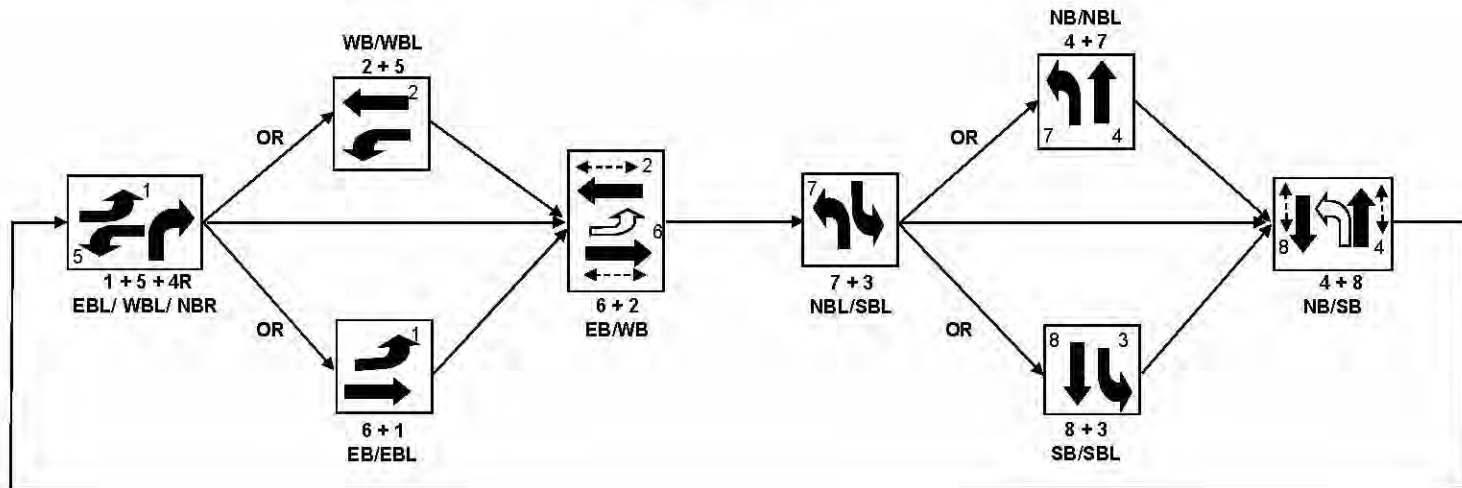 WB/WBL
2 + 5
2
OR
1
5
1 + 5 + 4R
EBL/ WBL/ NBR
OR
1
6 + 1
EB/EBL
2
6
6 + 2
EB/WB
NB/NBL
4 + 7
7 4
OR
7
7 + 3
NBL/SBL
OR
8 3
8 + 3
SB/SBL
8 4
4 + 8
NB/SB